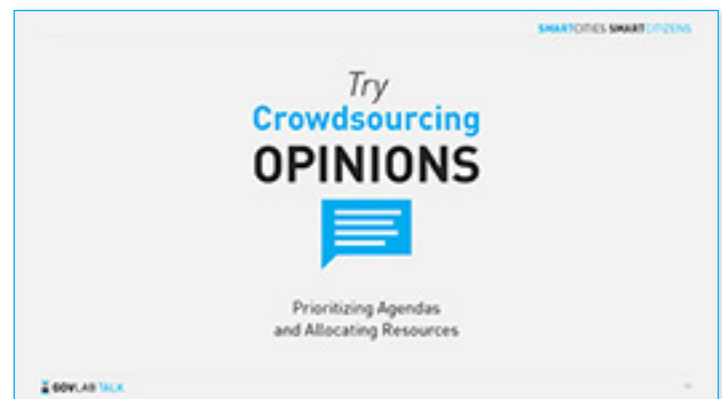 SMARTCITIES SMARTCITIZENS
Try
Crowdsourcing
OPINIONS
Prioritizing Agendas
and Allocating Resources
GOVLAB TALK